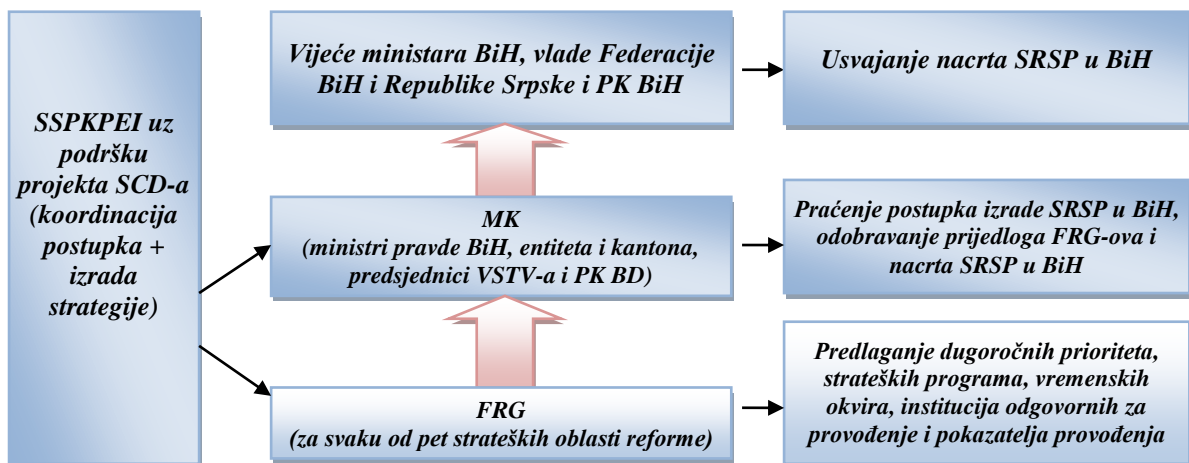 SSPKPEI uz
podršku
projekta SCD-a
(koordinacija
postupka +
izrada
strategije)
Vijeće ministara BiH, vlade Federacije
BiH i Republike Srpske i PK BiH
Usvajanje nacrta SRSP u BiH
MK
(ministri pravde BiH, entiteta i kantona,
predsjednici VSTV-a i PK BD)
Praćenje postupka izrade SRSP u BiH,
odobravanje prijedloga FRG-ova i
nacrta SRSP u BiH
FRG
(za svaku od pet strateških oblasti reforme)
Predlaganje dugoročnih prioriteta,
strateških programa, vremenskih
okvira, institucija odgovornih za
provođenje i pokazatelja provođenja